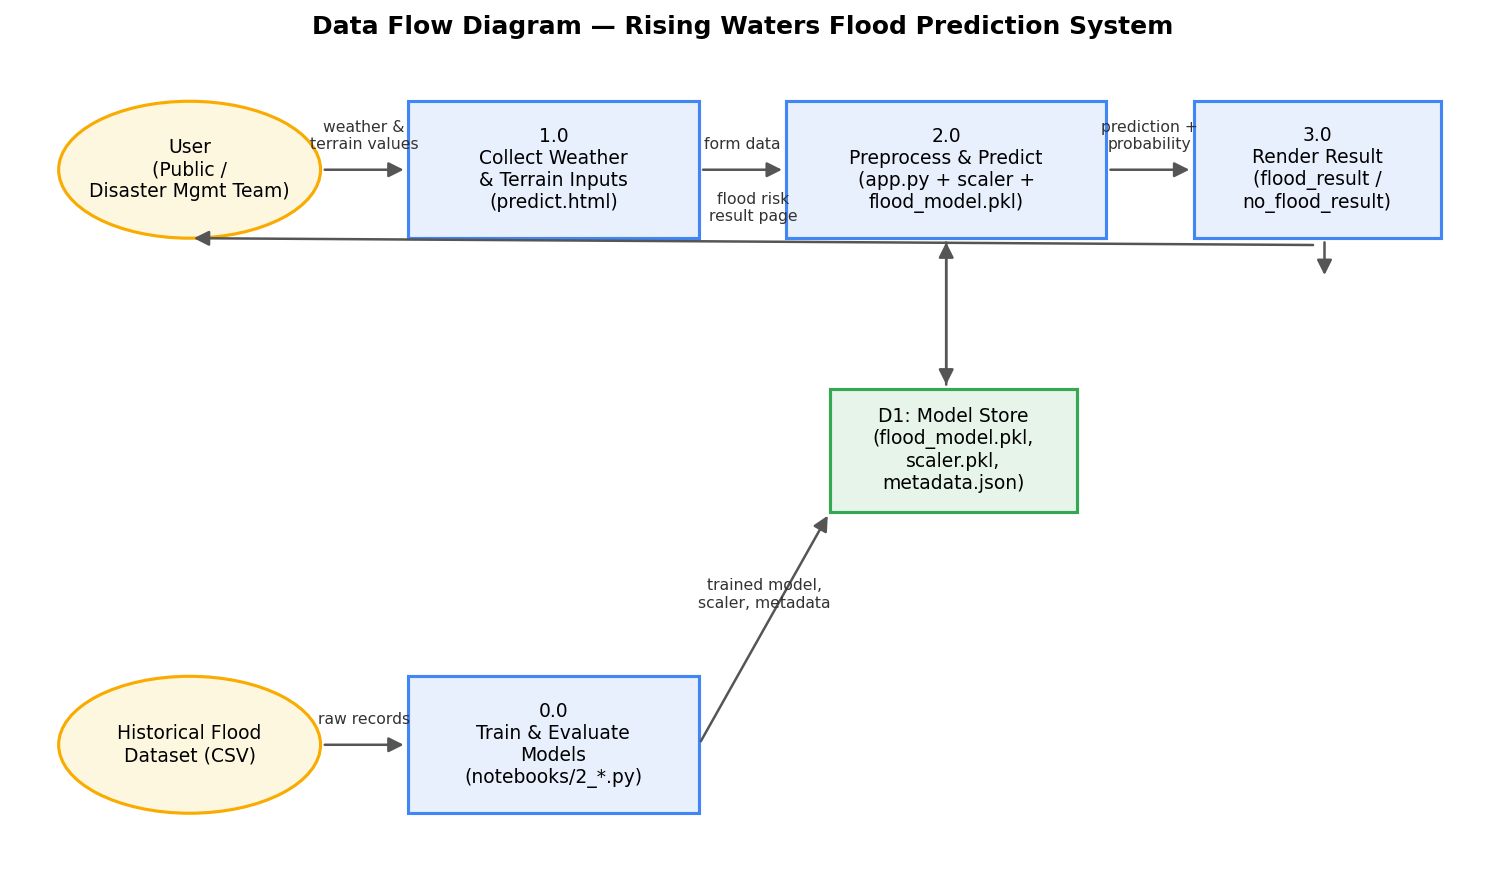 Data Flow Diagram — Rising Waters Flood Prediction System
User
(Public /
Disaster Mgmt Team)
weather &
terrain values
1.0
Collect Weather
& Terrain Inputs
(predict.html)
form data
flood risk
result page
2.0
Preprocess & Predict
(app.py + scaler +
flood_model.pkl)
prediction +
probability
3.0
Render Result
(flood_result /
no_flood_result)
D1: Model Store
(flood_model.pkl,
scaler.pkl,
metadata.json)
trained model,
scaler, metadata
Historical Flood
Dataset (CSV)
raw records
0.0
Train & Evaluate
Models
(notebooks/2_*.py)